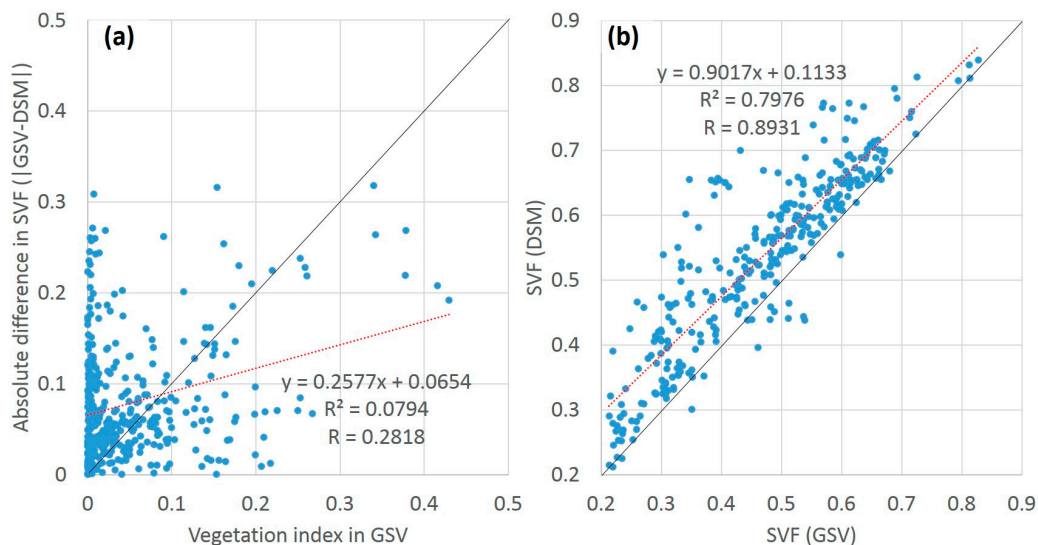 (a)
Absolute difference in SVF (|GSV-DSM|)
0.5
0.4
0.3
0.2
0.1
0
y = 0.2577x + 0.0654
R² = 0.0794
R = 0.2818
0 0.1 0.2 0.3 0.4 0.5
Vegetation index in GSV
(b)
SVF (DSM)
0.9
0.8
0.7
0.6
0.5
0.4
0.3
0.2
y = 0.9017x + 0.1133
R² = 0.7976
R = 0.8931
0.2 0.3 0.4 0.5 0.6 0.7 0.8 0.9
SVF (GSV)